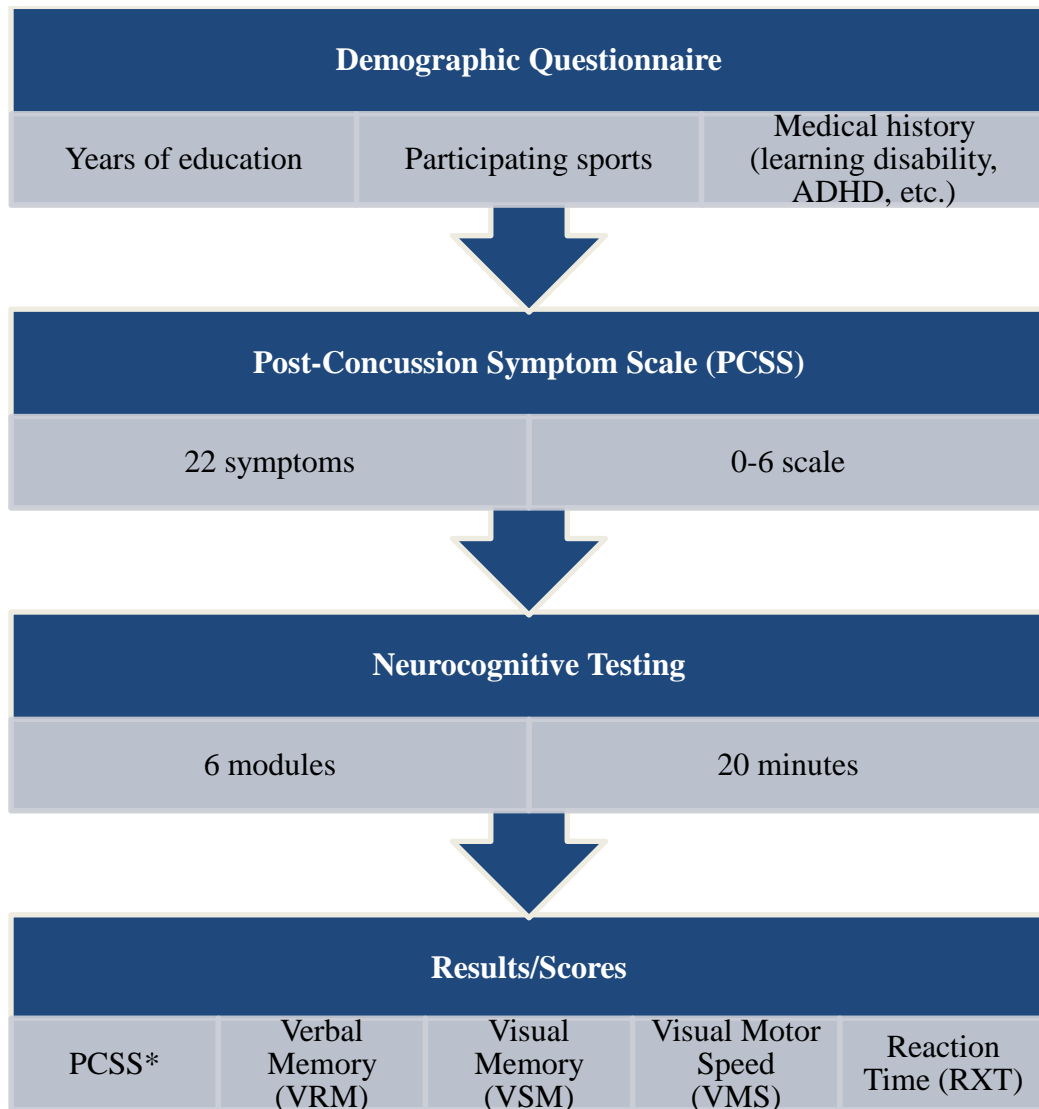 Demographic Questionnaire
Years of education
Participating sports
Medical history
(learning disability,
ADHD, etc.)
Post-Concussion Symptom Scale (PCSS)
22 symptoms
0-6 scale
Neurocognitive Testing
6 modules
20 minutes
Results/Scores
PCSS*
Verbal
Memory
(VRM)
Visual
Memory
(VSM)
Visual Motor
Speed
(VMS)
Reaction
Time (RXT)